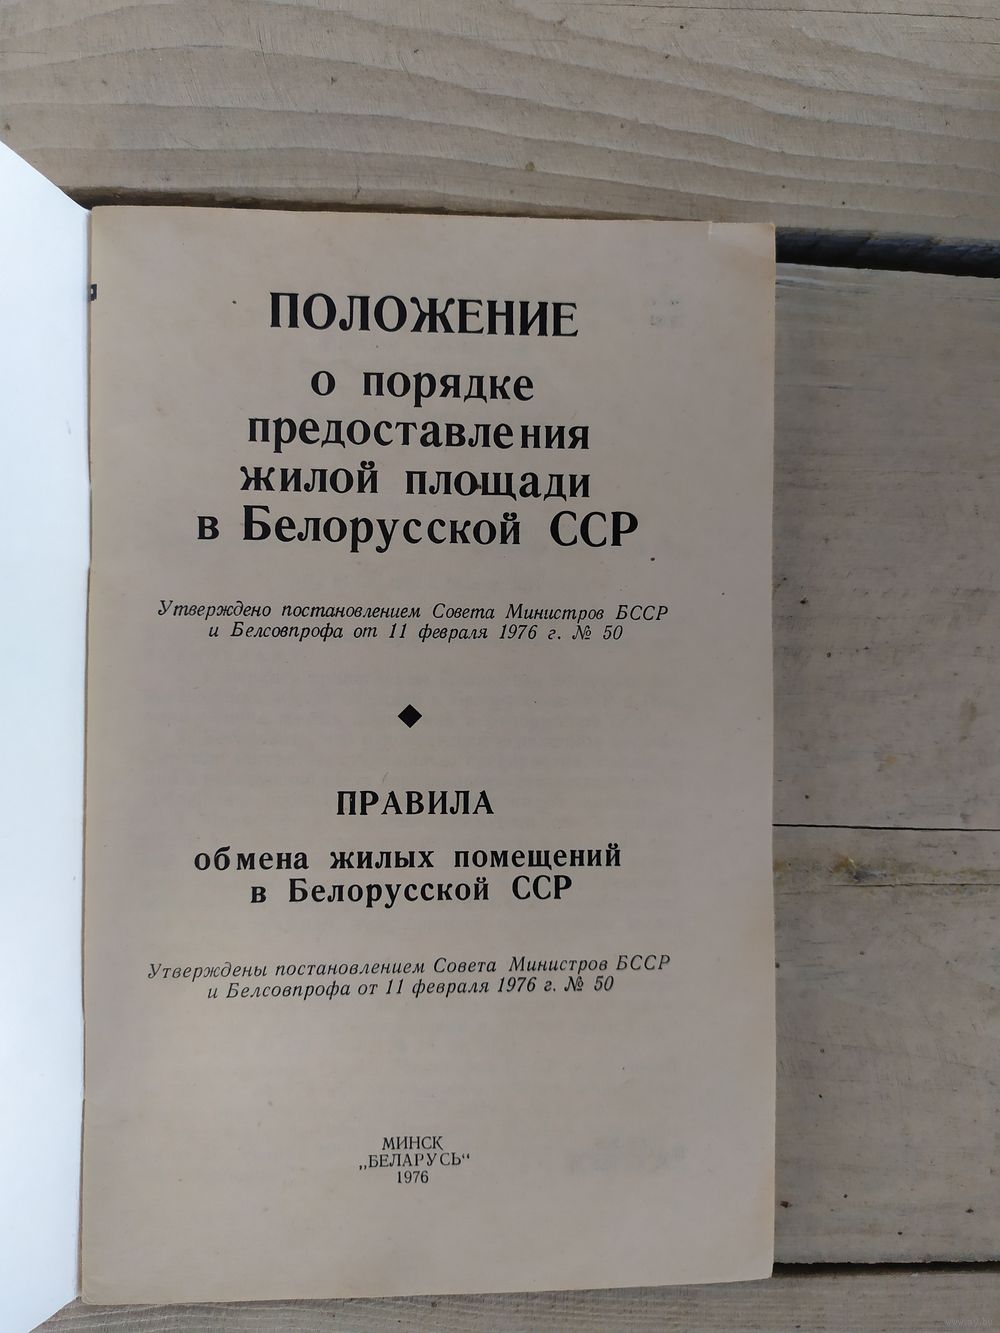 ПОЛОЖЕНИЕ
о порядке
предоставления
жилой площади
в Белорусской ССР
Утверждено постановлением Совета Министров БССР
и Белсовпрофа от 11 февраля 1976 г. № 50
ПРАВИЛА
обмена жилых помещений
в Белорусской ССР
Утверждены постановлением Совета Министров БССР
и Белсовпрофа от 11 февраля 1976 г. № 50
МИНСК
„БЕЛАРУСЬ“
1976